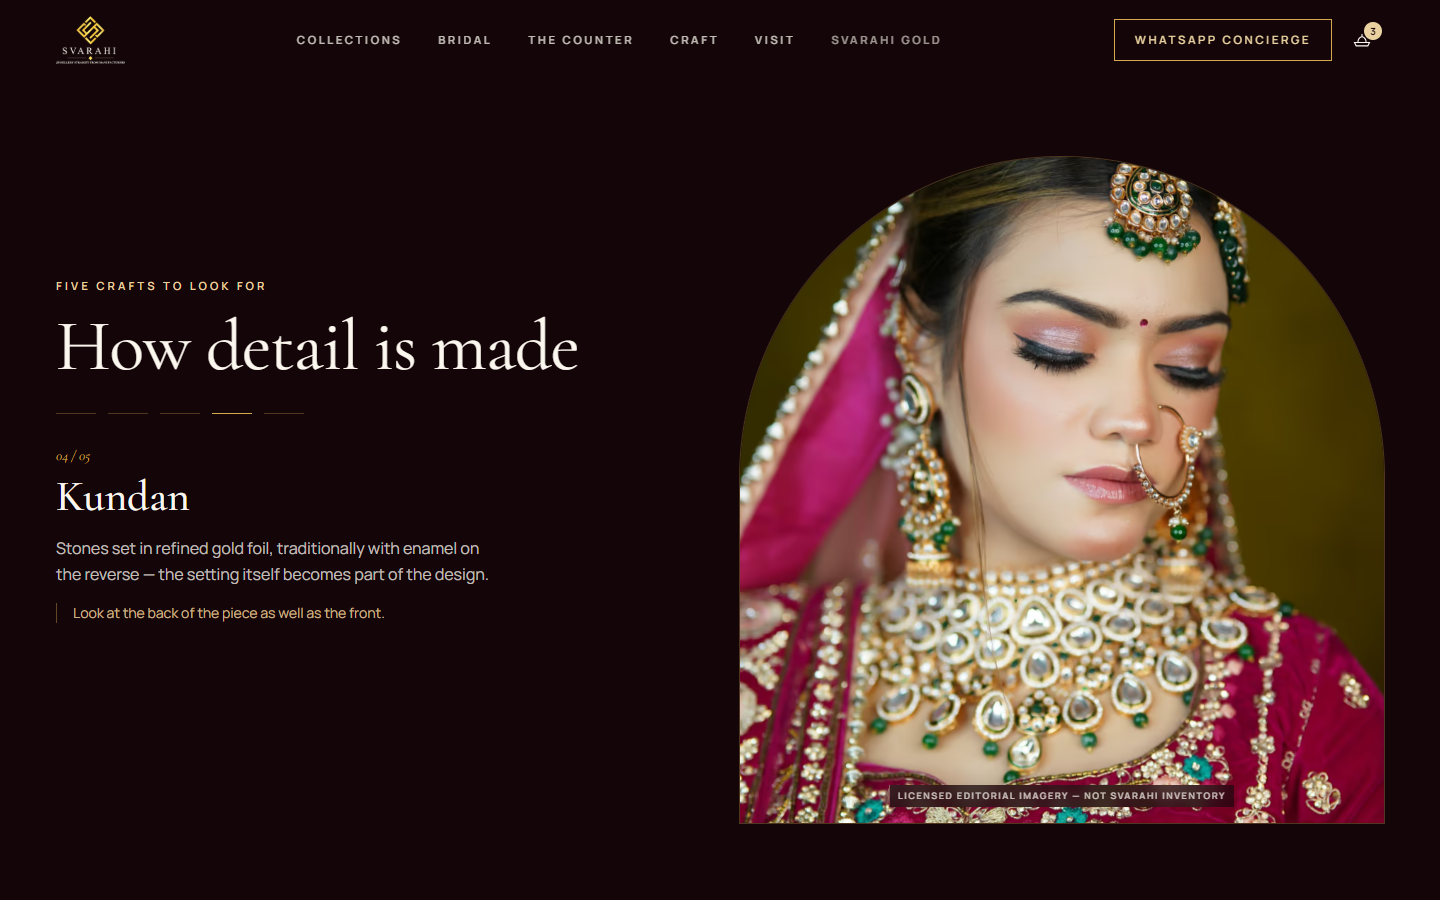 SVARAHI
COLLECTIONS
BRIDAL
THE COUNTER
CRAFT
VISIT
SVARAHI GOLD
WHATSAPP CONCIERGE
3
FIVE CRAFTS TO LOOK FOR
How detail is made
04 / 05
Kundan
Stones set in refined gold foil, traditionally with enamel on
the reverse — the setting itself becomes part of the design.
Look at the back of the piece as well as the front.
LICENSED EDITORIAL IMAGERY — NOT SVARAHI INVENTORY